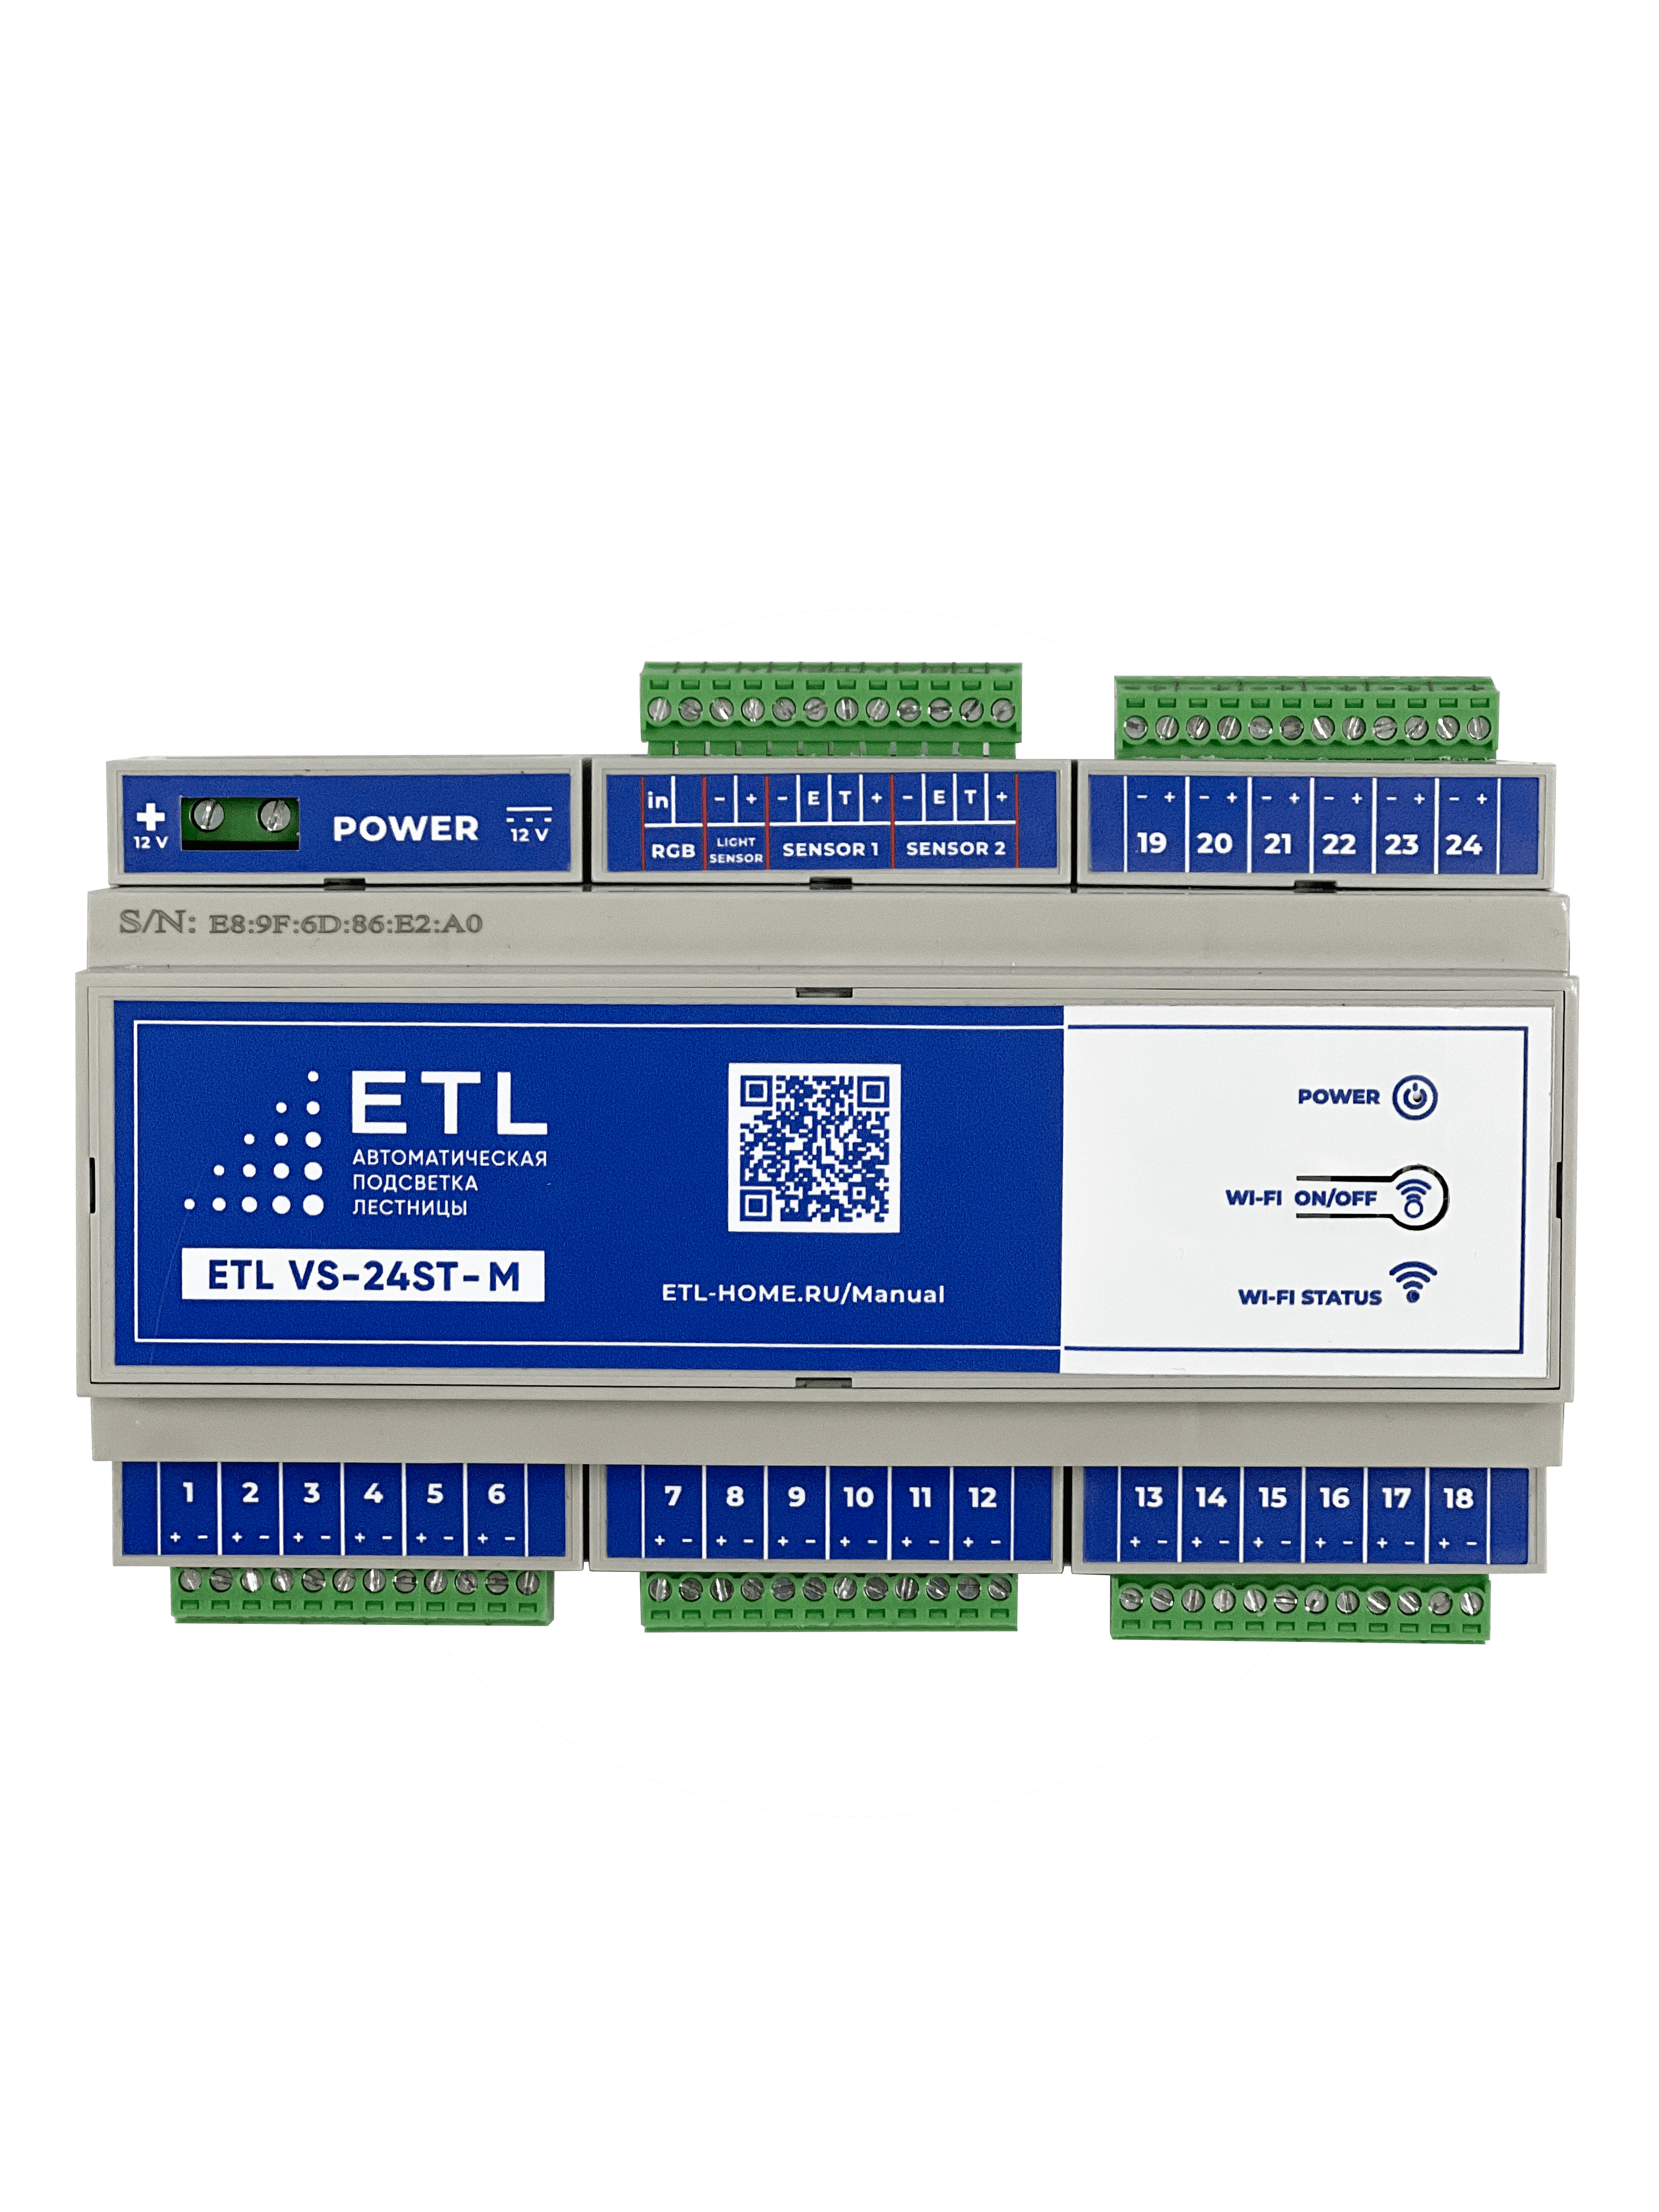 + 12 V POWER 12 V
in - + - E T + - E T +
RGB LIGHT SENSOR SENSOR 1 SENSOR 2
- + - + - + - + - + - +
19 20 21 22 23 24
S/N: E8:9F:6D:86:E2:A0
ETL
АВТОМАТИЧЕСКАЯ
ПОДСВЕТКА
ЛЕСТНИЦЫ
ETL VS-24ST-M
ETL-HOME.RU/Manual
POWER
WI-FI ON/OFF
WI-FI STATUS
1 2 3 4 5 6
+ - + - + - + - + - + -
7 8 9 10 11 12
+ - + - + - + - + - + -
13 14 15 16 17 18
+ - + - + - + - + - + -